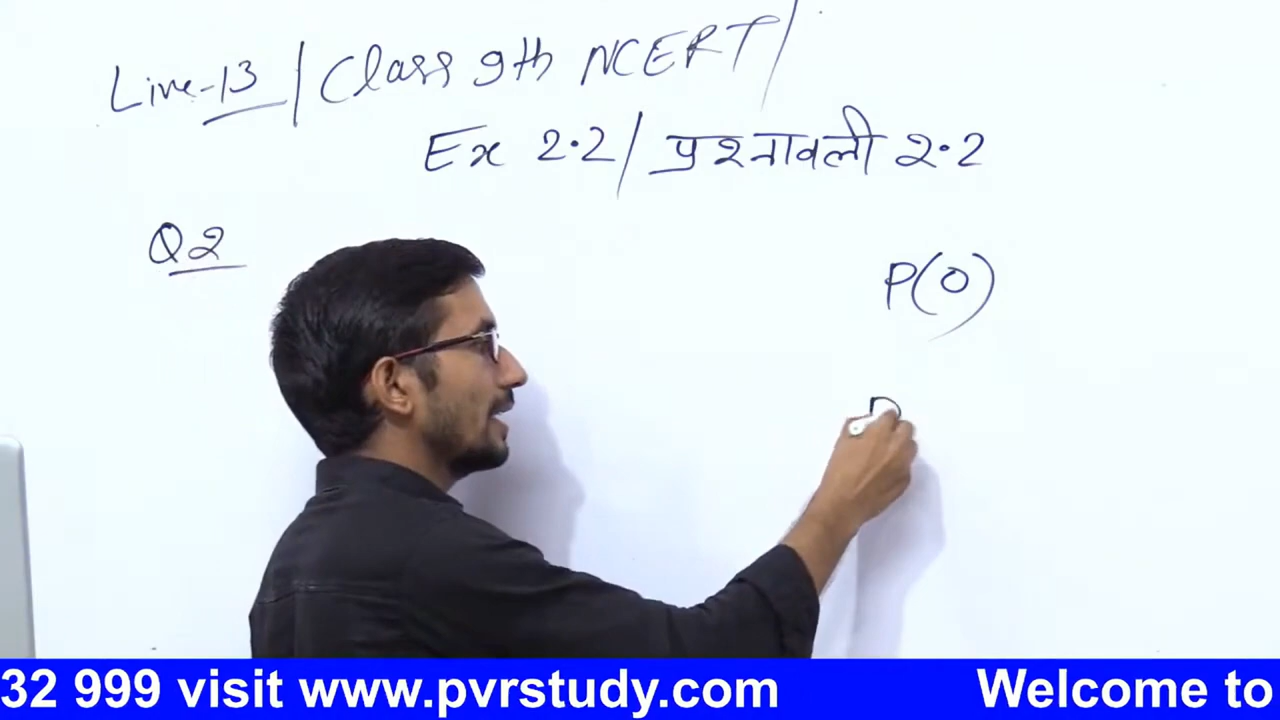 Live-13 / Class 9th NCERT /
Ex 2.2 / प्रश्नावली 2.2
Q2
P(0)
P
32 999 visit www.pvrstudy.com Welcome to